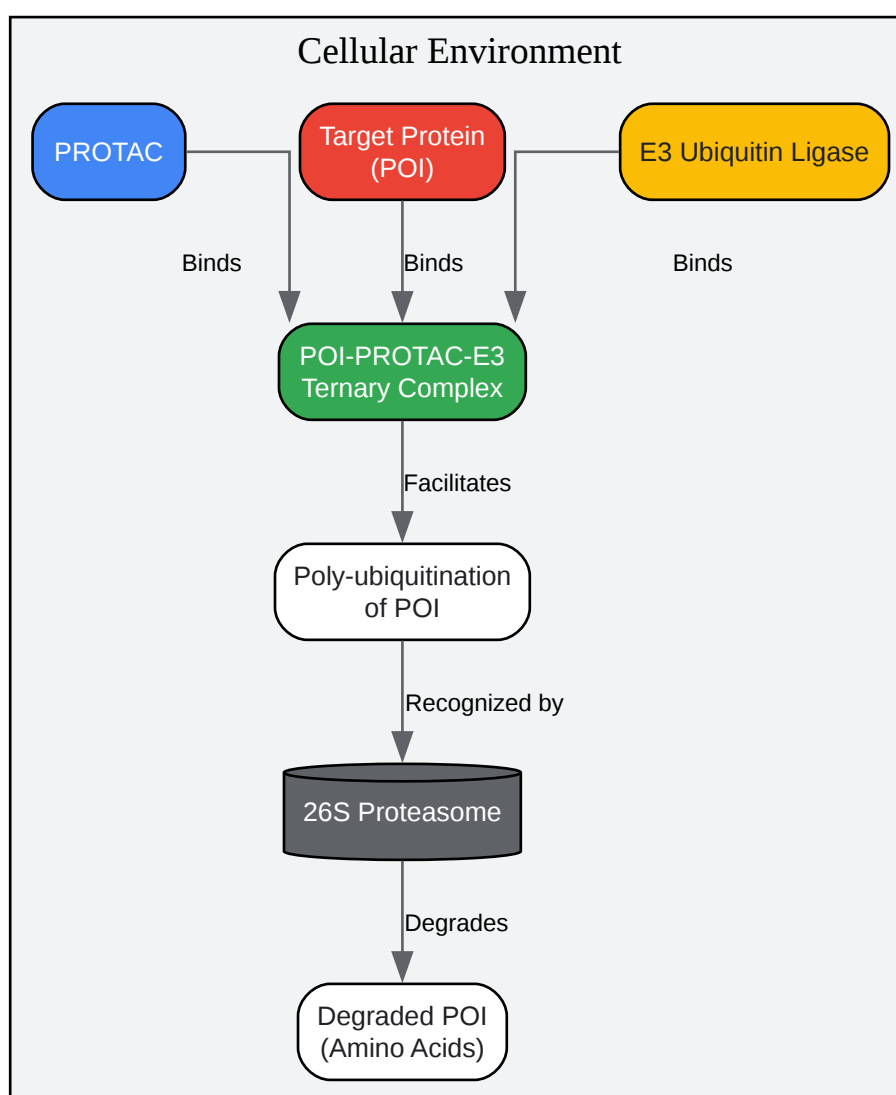 Cellular Environment
PROTAC
Target Protein
(POI)
E3 Ubiquitin Ligase
Binds
Binds
Binds
POI-PROTAC-E3
Ternary Complex
Facilitates
Poly-ubiquitination
of POI
Recognized by
26S Proteasome
Degrades
Degraded POI
(Amino Acids)